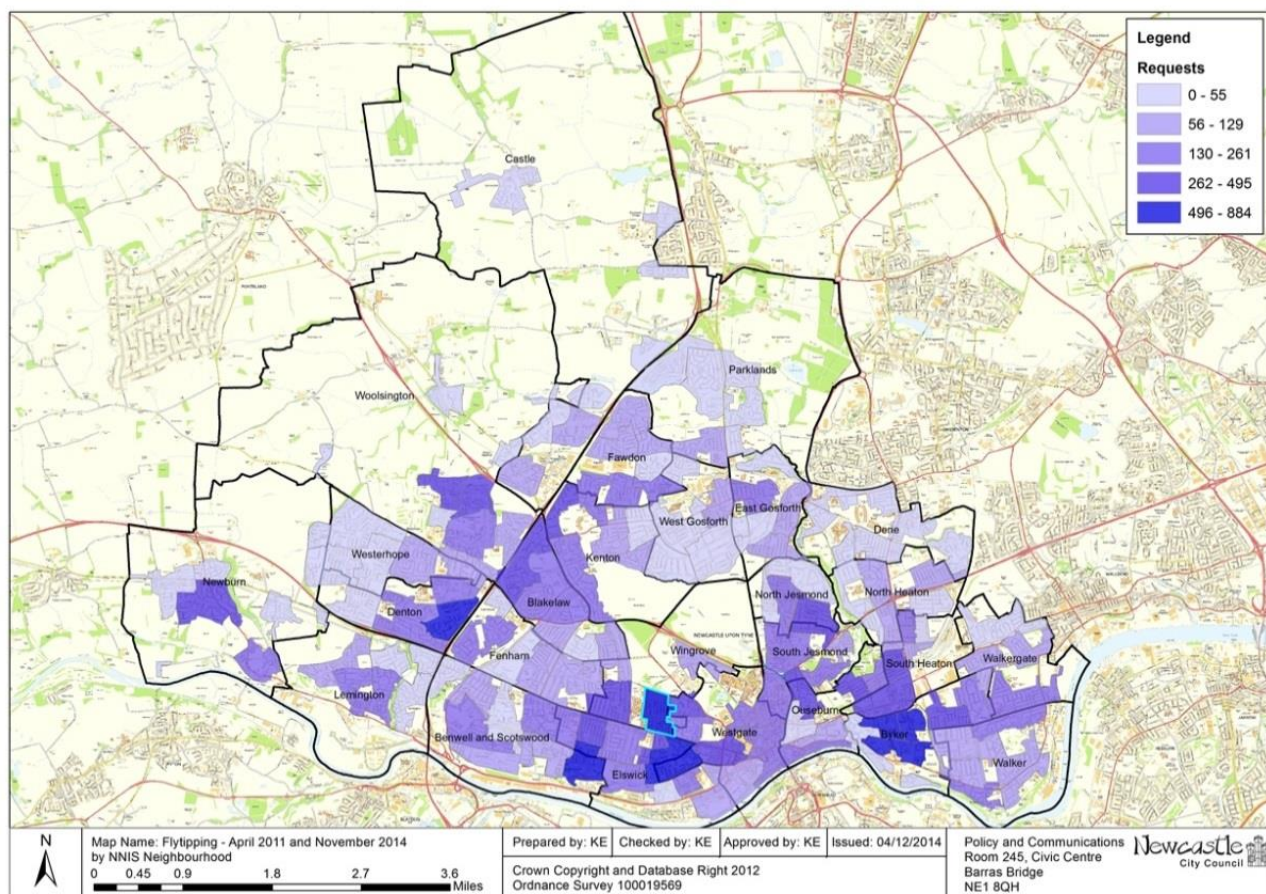 Legend
Requests
0 - 55
56 - 129
130 - 261
262 - 495
496 - 884
Castle
Parklands
Woolsington
Fawdon
West Gosforth
East Gosforth
Dene
Westerhope
Kenton
Newburn
Denton
Blakelaw
North Jesmond
North Heaton
NEWCASTLE UPON TYNE
Wingrove
Fenham
South Jesmond
South Heaton
Walkergate
Lemington
Ouseburn
Benwell and Scotswood
Westgate
Byker
Elswick
Walker
N
Map Name: Flytipping - April 2011 and November 2014
by NNIS Neighbourhood
0 0.45 0.9 1.8 2.7 3.6
Miles
Prepared by: KE
Checked by: KE
Approved by: KE
Issued: 04/12/2014
Crown Copyright and Database Right 2012
Ordnance Survey 100019569
Policy and Communications
Room 245, Civic Centre
Barras Bridge
NE1 8QH
Newcastle
City Council